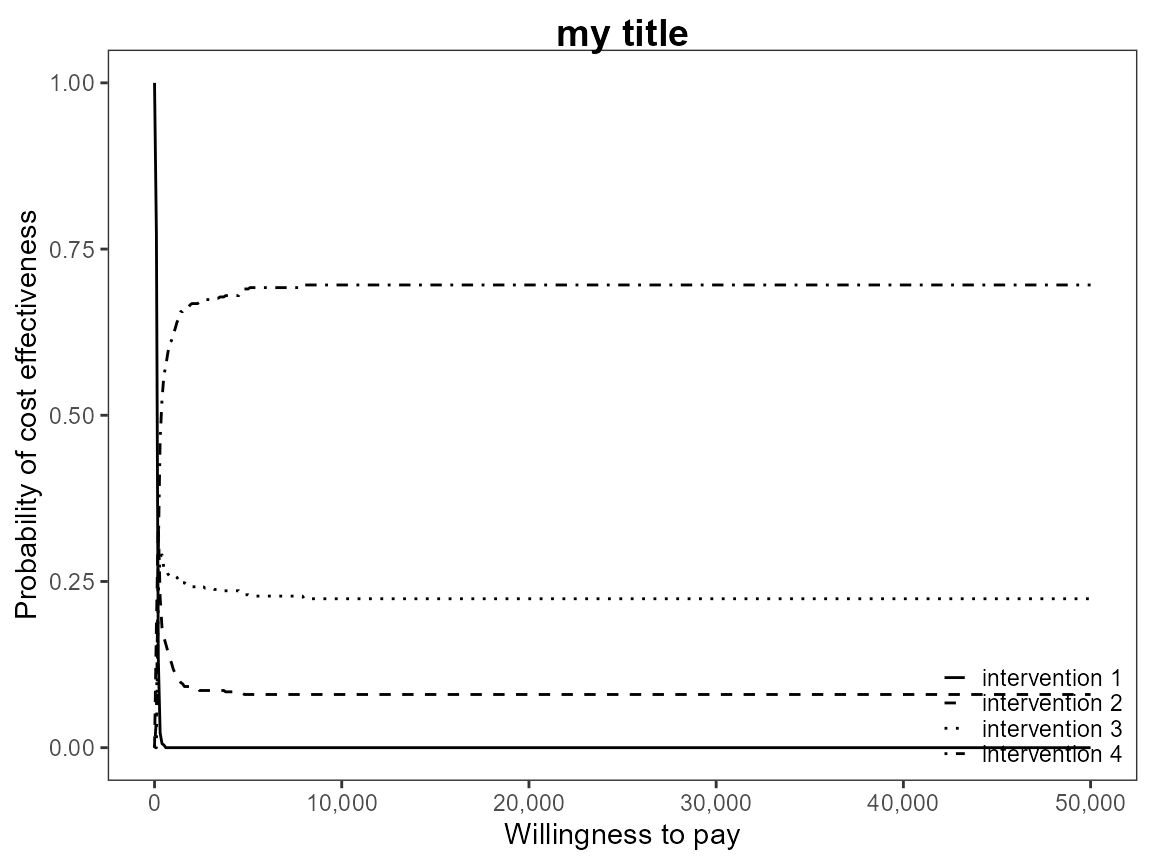 my title
1.00
0.75
0.50
0.25
0.00
Probability of cost effectiveness
intervention 1
intervention 2
intervention 3
intervention 4
0 10,000 20,000 30,000 40,000 50,000
Willingness to pay